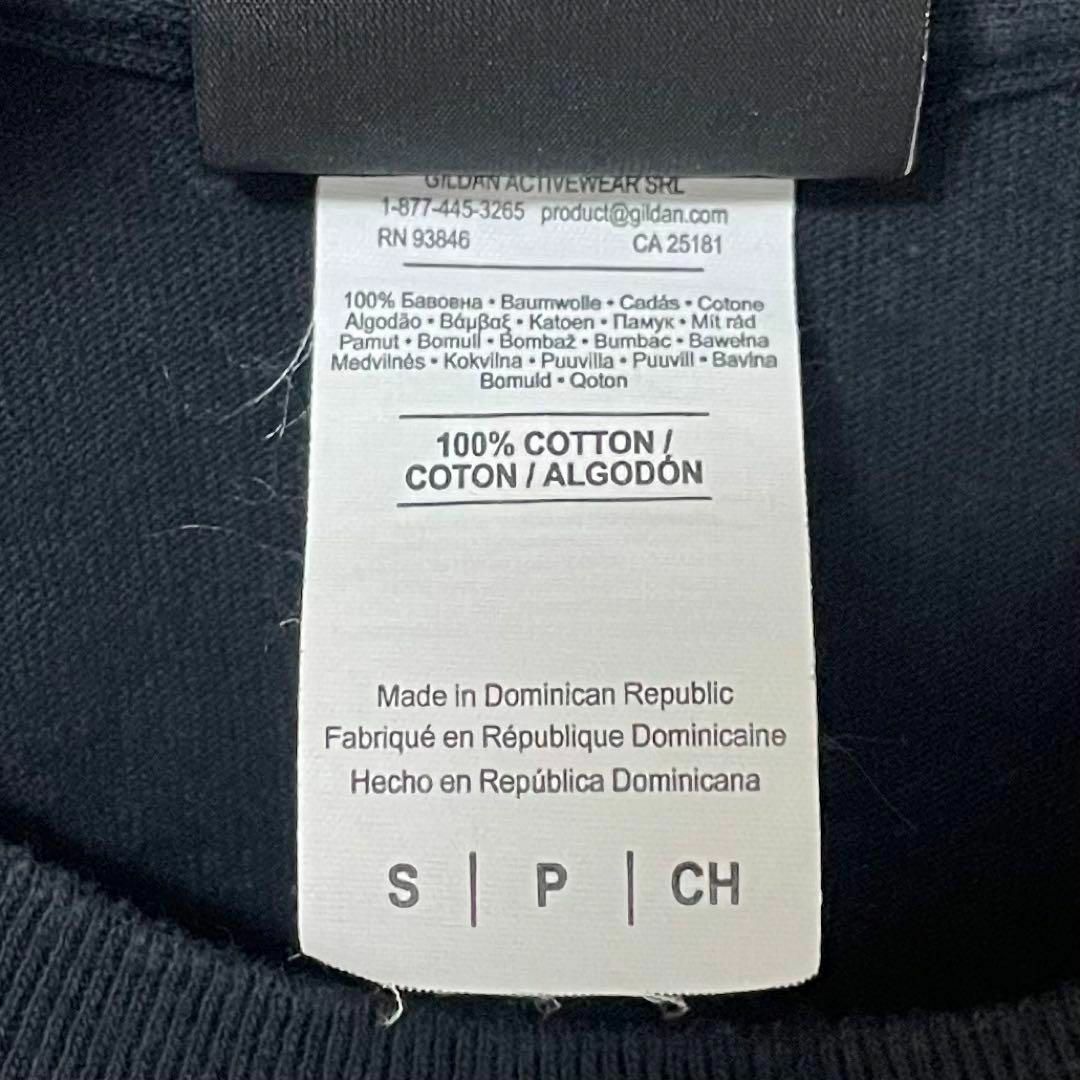 GILDAN ACTIVEWEAR SRL
1-877-445-3265 product@gildan.com
RN 93846 CA 25181
100% Бавовна • Baumwolle • Cadás • Cotone
Algodão • Βάμβαξ • Katoen • Памук • Mit rád
Pamut • Bomull • Bombaž • Bumbac • Bawełna
Medvilnés • Kokvilna • Puuvilla • Puuvill • Bavlna
Bomuld • Qoton
100% COTTON /
COTON / ALGODÓN
Made in Dominican Republic
Fabriqué en République Dominicaine
Hecho en República Dominicana
S | P | CH